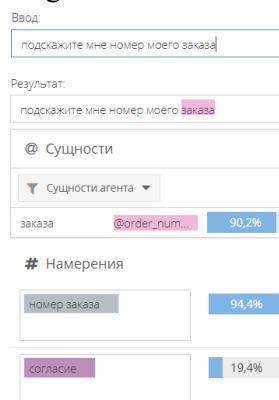 Ввод:
подскажите мне номер моего заказа
Результат:
подскажите мне номер моего заказа
@ Сущности
Сущности агента
заказа @order_num... 90,2%
# Намерения
номер заказа 94,4%
согласие 19,4%